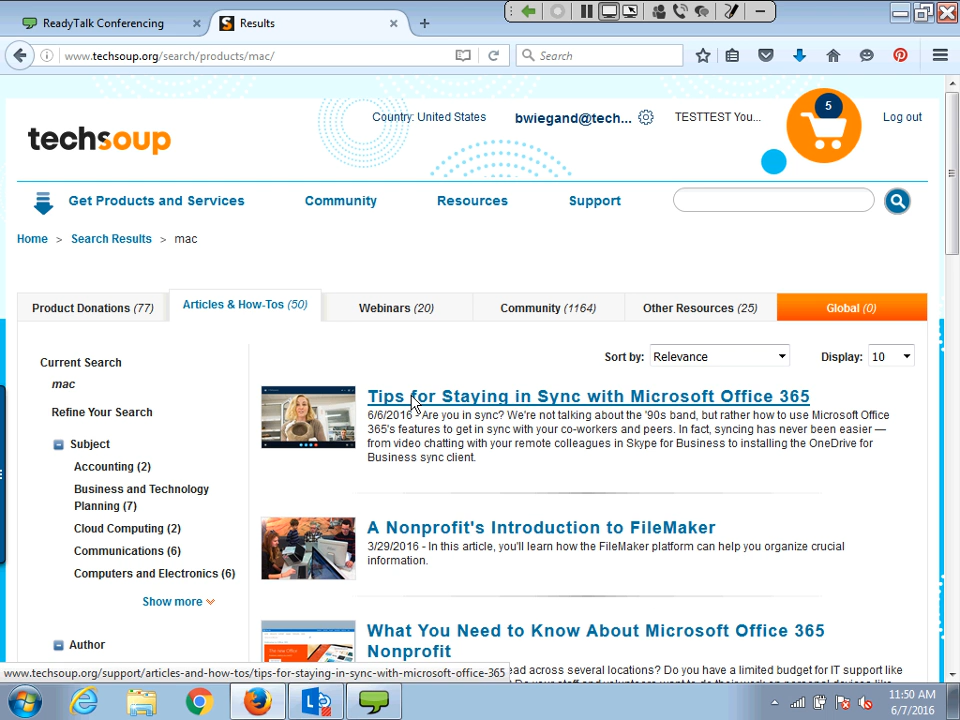 ReadyTalk Conferencing
Results
www.techsoup.org/search/products/mac/
Search
Country: United States
bwiegand@tech...
TESTTEST You...
5
Log out
techsoup
Get Products and Services
Community
Resources
Support
Home > Search Results > mac
Product Donations (77)
Articles & How-Tos (50)
Webinars (20)
Community (1164)
Other Resources (25)
Global (0)
Current Search
mac
Refine Your Search
Subject
Accounting (2)
Business and Technology
Planning (7)
Cloud Computing (2)
Communications (6)
Computers and Electronics (6)
Show more
Author
Sort by: Relevance
Display: 10
Tips for Staying in Sync with Microsoft Office 365
6/6/2016 - Are you in sync? We're not talking about the '90s band, but rather how to use Microsoft Office
365's features to get in sync with your co-workers and peers. In fact, syncing has never been easier —
from video chatting with your remote colleagues in Skype for Business to installing the OneDrive for
Business sync client.
A Nonprofit's Introduction to FileMaker
3/29/2016 - In this article, you'll learn how the FileMaker platform can help you organize crucial
information.
What You Need to Know About Microsoft Office 365
Nonprofit
ead across several locations? Do you have a limited budget for IT support like
www.techsoup.org/support/articles-and-how-tos/tips-for-staying-in-sync-with-microsoft-office-365
11:50 AM
6/7/2016